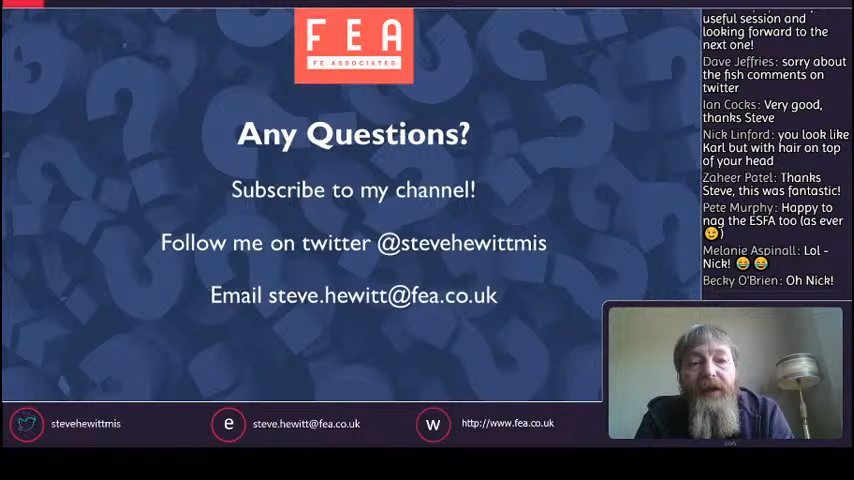 FEA
FE ASSOCIATES
Any Questions?
Subscribe to my channel!
Follow me on twitter @stevehewittmis
Email steve.hewitt@fea.co.uk
useful session and
looking forward to the
next one!
Dave Jeffries: sorry about
the fish comments on
twitter
Ian Cocks: Very good,
thanks Steve
Nick Linford: you look like
Karl but with hair on top
of your head
Zaheer Patel: Thanks
Steve, this was fantastic!
Pete Murphy: Happy to
nag the ESFA too (as ever
😉)
Melanie Aspinall: Lol -
Nick! 😂 😂
Becky O'Brien: Oh Nick!
stevehewittmis
e steve.hewitt@fea.co.uk
w http://www.fea.co.uk